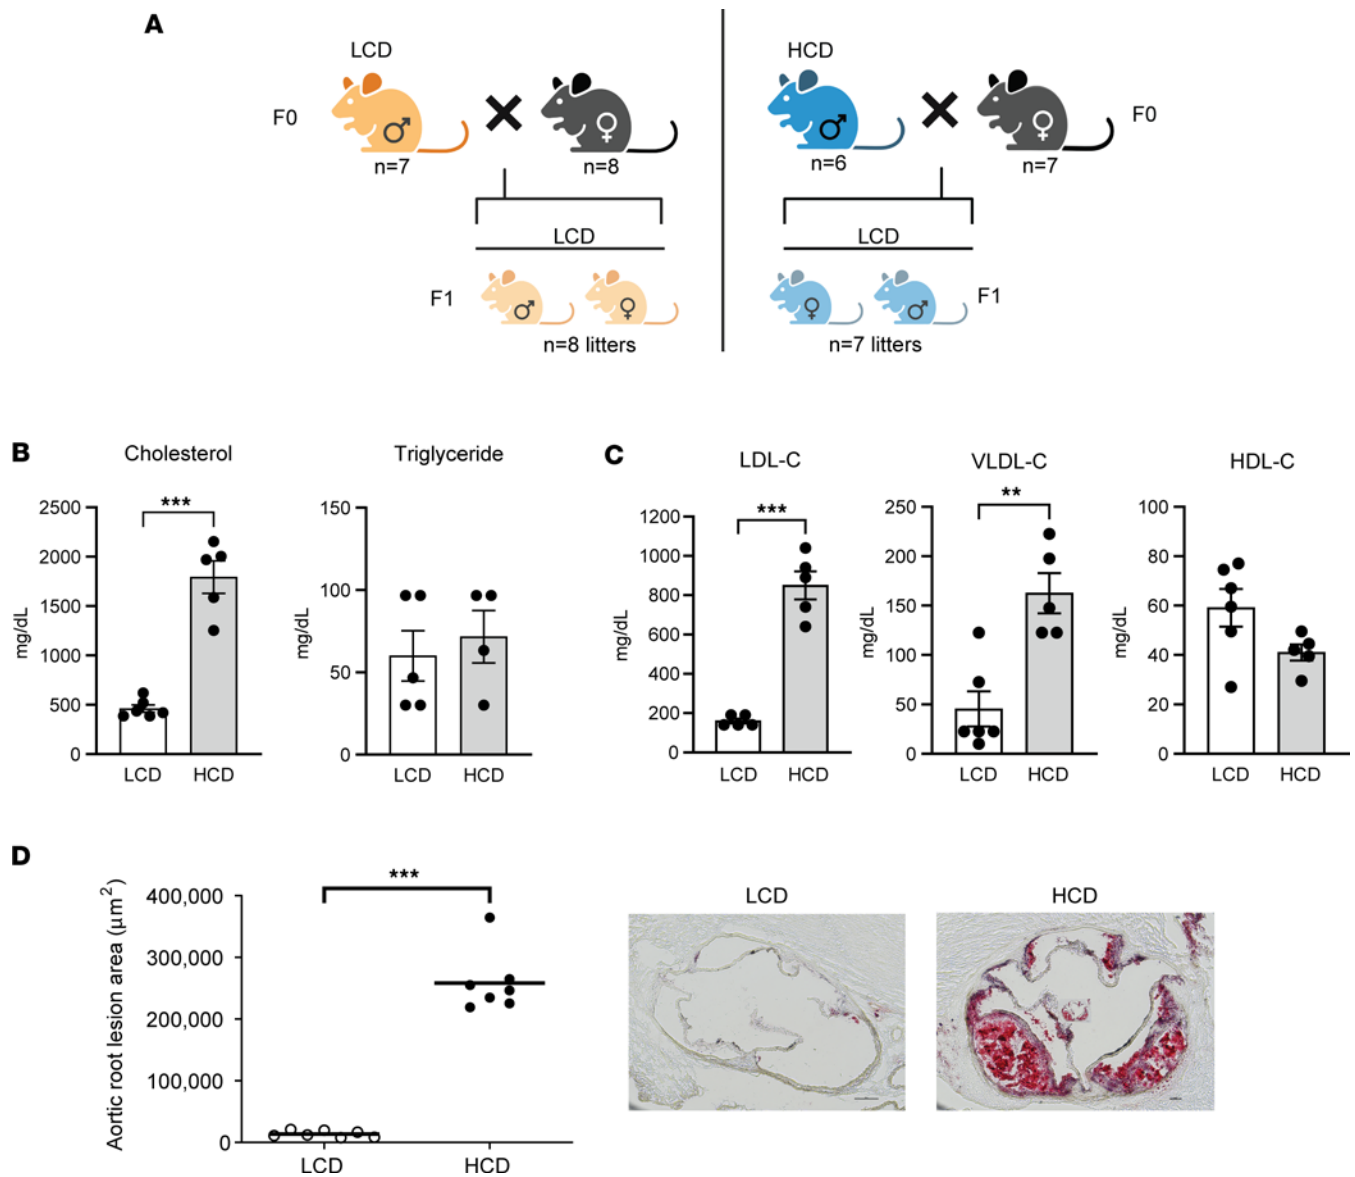 A
LCD
HCD
F0
♂
♀
♂
♀
F0
n=7
n=8
n=6
n=7
LCD
LCD
F1
♂
♀
♀
♂
F1
n=8 litters
n=7 litters
B
Cholesterol
mg/dL
2500
2000
1500
1000
500
0
***
LCD
HCD
Triglyceride
mg/dL
150
100
50
0
LCD
HCD
C
LDL-C
mg/dL
1200
1000
800
600
400
200
0
***
LCD
HCD
VLDL-C
mg/dL
250
200
150
100
50
0
**
LCD
HCD
HDL-C
mg/dL
100
80
60
40
20
0
LCD
HCD
D
Aortic root lesion area (µm²)
400,000
300,000
200,000
100,000
0
***
LCD
HCD
LCD
HCD